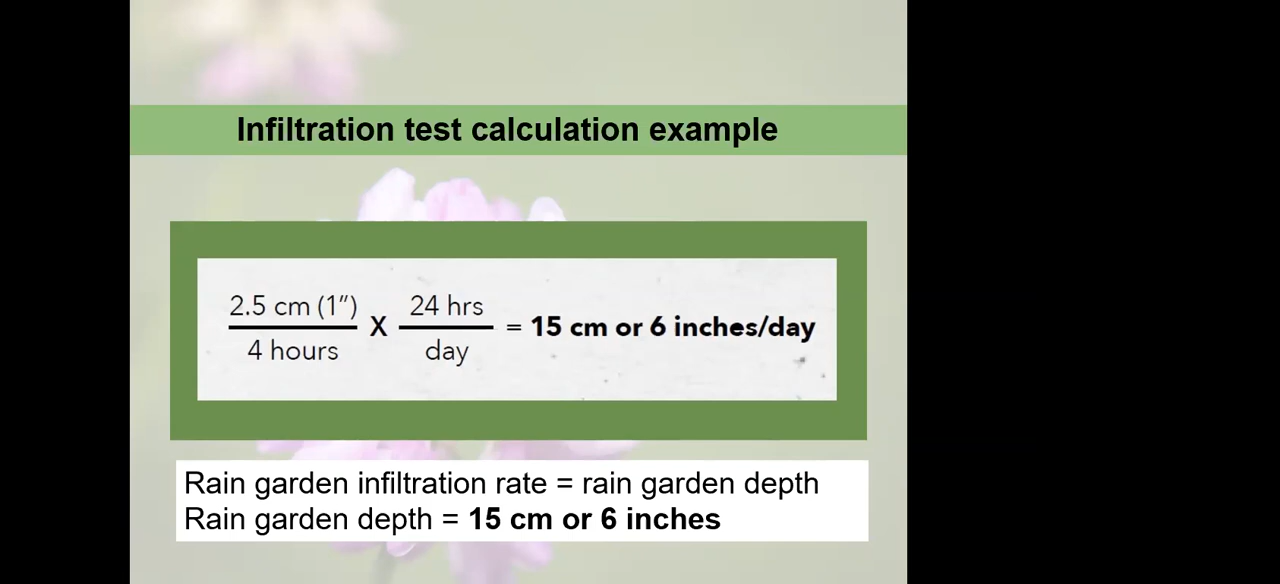 Infiltration test calculation example
2.5 cm (1”)
4 hours
X
24 hrs
day
= 15 cm or 6 inches/day
Rain garden infiltration rate = rain garden depth
Rain garden depth = 15 cm or 6 inches